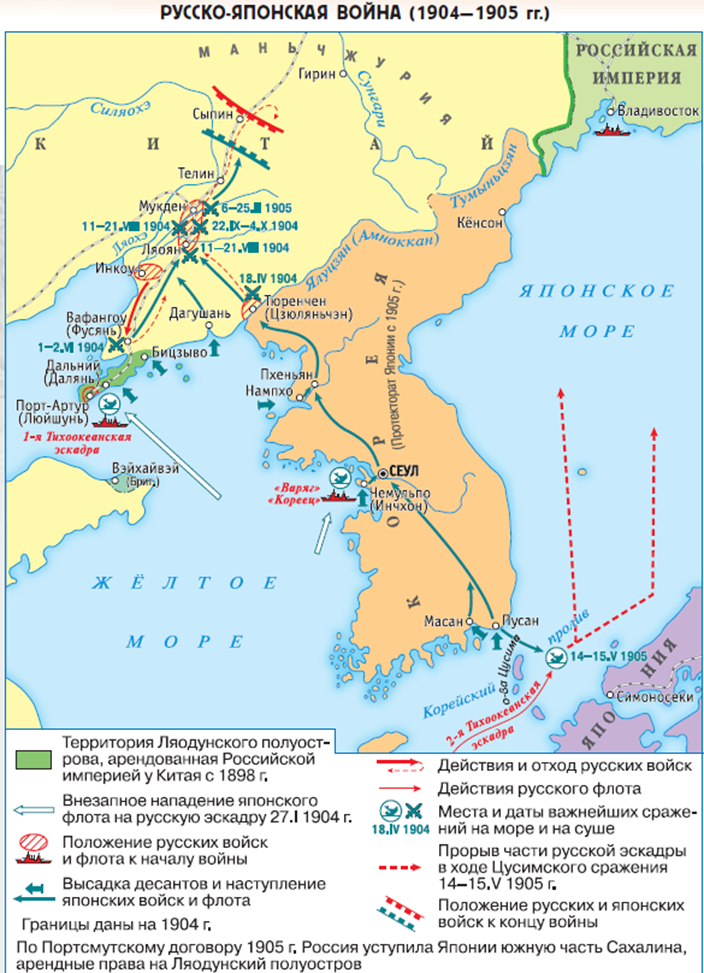 РУССКО-ЯПОНСКАЯ ВОЙНА (1904—1905 гг.)
МАНЬЧЖУРИЯ
РОССИЙСКАЯ
ИМПЕРИЯ
Гирин
Сунгари
Силяохэ
Сыпин
Владивосток
КИТАЙ
Телин
Тумыньцзян
Мукден
6–25.II 1905
11–21.VIII 1904
22.IX–4.X 1904
Кёнсон
Ляохэ
Ляоян
11–21.VIII 1904
Ялуцзян (Амноккан)
Инкоу
18.IV 1904
ЯПОНСКОЕ
МОРЕ
Тюренчен
(Цзюляньчэн)
Вафангоу
(Фусянь)
Дагушань
1–2.VI 1904
Бицзыво
КОРЕЯ
(Протекторат Японии с 1905 г.)
Дальний
(Далянь)
Пхеньян
Нампхо
Порт-Артур
(Люйшунь)
1-я Тихоокеанская
эскадра
Вэйхайвэй
(Брит.)
СЕУЛ
«Варяг»
«Кореец»
Чемульпо
(Инчхон)
ЖЁЛТОЕ
МОРЕ
Масан
Пусан
Корейский пролив
о-ва Цусима
14–15.V 1905
ЯПОНИЯ
Симоносеки
2-я Тихоокеанская
эскадра
Территория Ляодунского полуост-
рова, арендованная Российской
империей у Китая с 1898 г.
Внезапное нападение японского
флота на русскую эскадру 27.I 1904 г.
Положение русских войск
и флота к началу войны
Высадка десантов и наступление
японских войск и флота
Границы даны на 1904 г.
Действия и отход русских войск
Действия русского флота
18.IV 1904
Места и даты важнейших сраже-
ний на море и на суше
Прорыв части русской эскадры
в ходе Цусимского сражения
14–15.V 1905 г.
Положение русских и японских
войск к концу войны
По Портсмутскому договору 1905 г. Россия уступила Японии южную часть Сахалина,
арендные права на Ляодунский полуостров